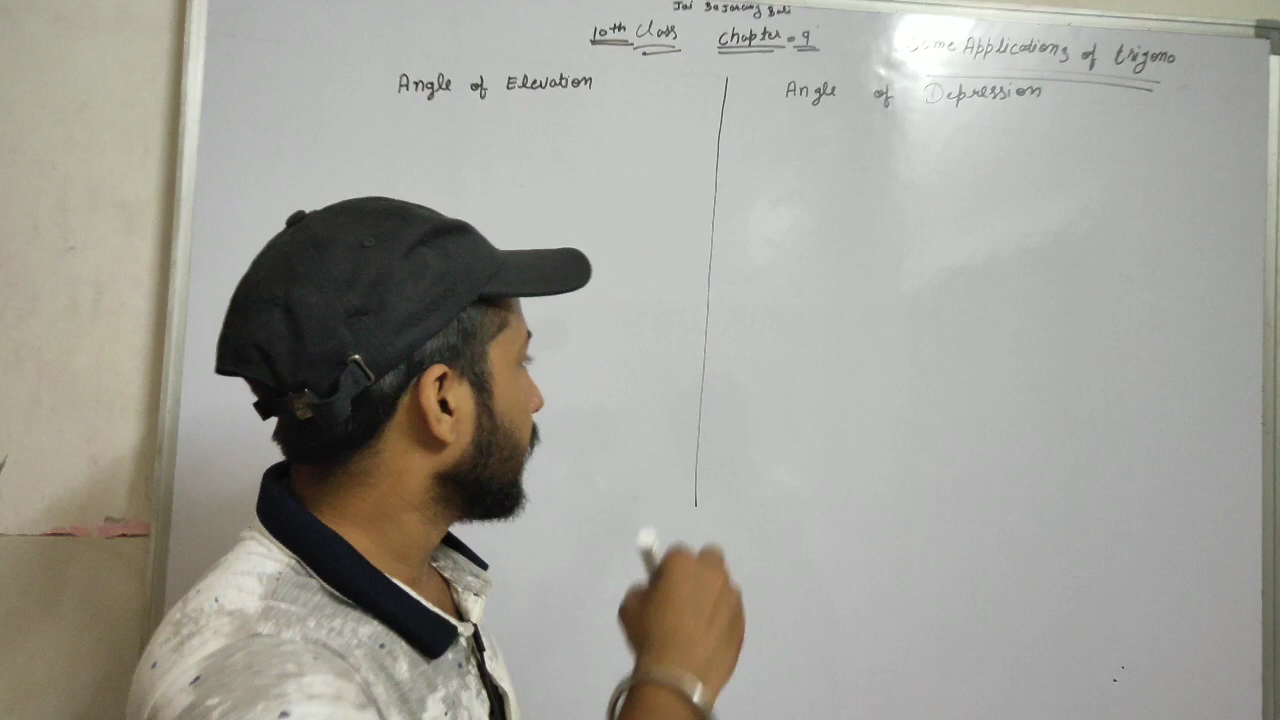 Jai Bajarang Bali
10th Class Chapter = 9 Some Applications of trigono
Angle of Elevation
Angle of Depression